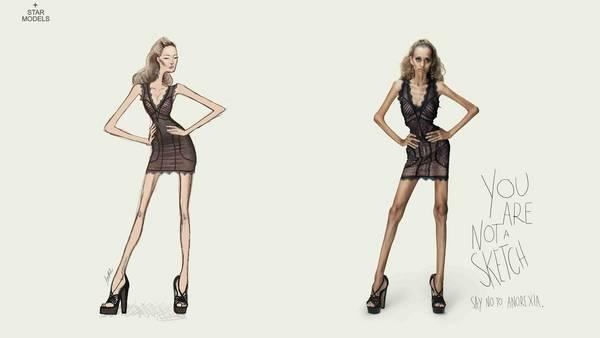 +
STAR
MODELS
YOU
ARE
NOT A
SKETCH
SAY NO TO ANOREXIA.